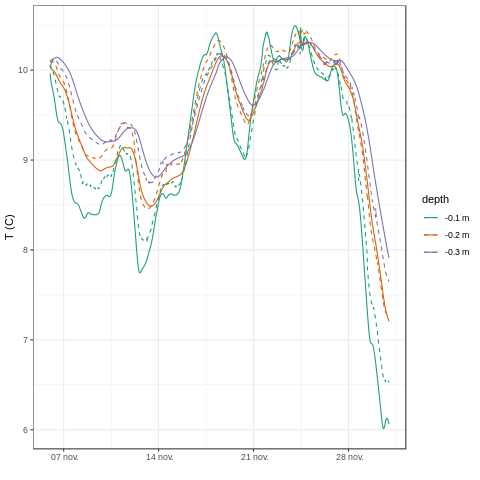 10
9
8
7
6
T (C)
07 nov.
14 nov.
21 nov.
28 nov.
depth
-0.1 m
-0.2 m
-0.3 m